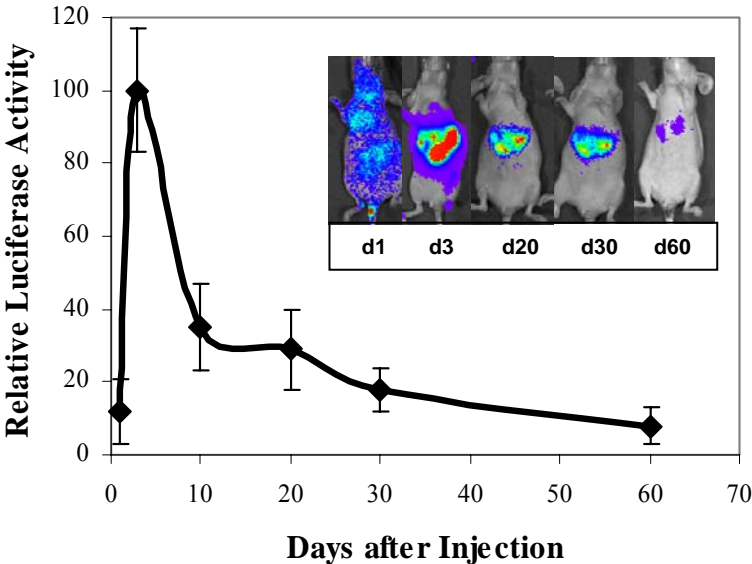 Relative Luciferase Activity
120
100
80
60
40
20
0
d1 d3 d20 d30 d60
0 10 20 30 40 50 60 70
Days after Injection